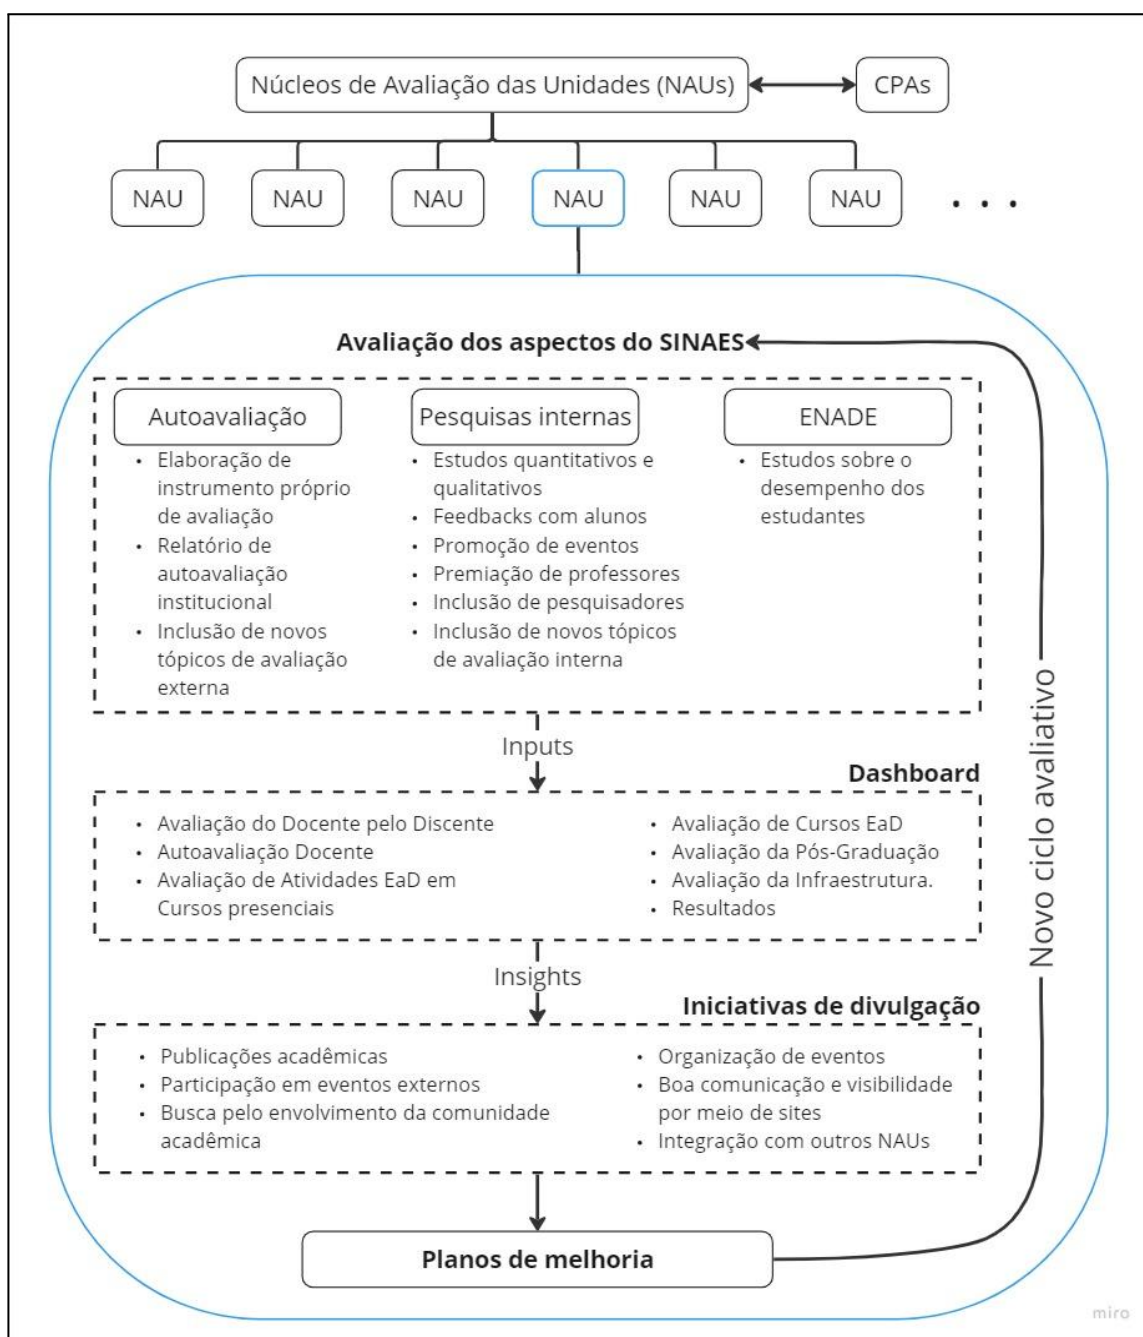 Núcleos de Avaliação das Unidades (NAUs)
CPAs
NAU
NAU
NAU
NAU
NAU
NAU
. . .
Avaliação dos aspectos do SINAES
Autoavaliação
• Elaboração de
instrumento próprio
de avaliação
• Relatório de
autoavaliação
institucional
• Inclusão de novos
tópicos de avaliação
externa
Pesquisas internas
• Estudos quantitativos e
qualitativos
• Feedbacks com alunos
• Promoção de eventos
• Premiação de professores
• Inclusão de pesquisadores
• Inclusão de novos tópicos
de avaliação interna
ENADE
• Estudos sobre o
desempenho dos
estudantes
Inputs
Dashboard
• Avaliação do Docente pelo Discente
• Autoavaliação Docente
• Avaliação de Atividades EaD em
Cursos presenciais
• Avaliação de Cursos EaD
• Avaliação da Pós-Graduação
• Avaliação da Infraestrutura.
• Resultados
Insights
Iniciativas de divulgação
• Publicações acadêmicas
• Participação em eventos externos
• Busca pelo envolvimento da comunidade
acadêmica
• Organização de eventos
• Boa comunicação e visibilidade
por meio de sites
• Integração com outros NAUs
Planos de melhoria
Novo ciclo avaliativo
miro